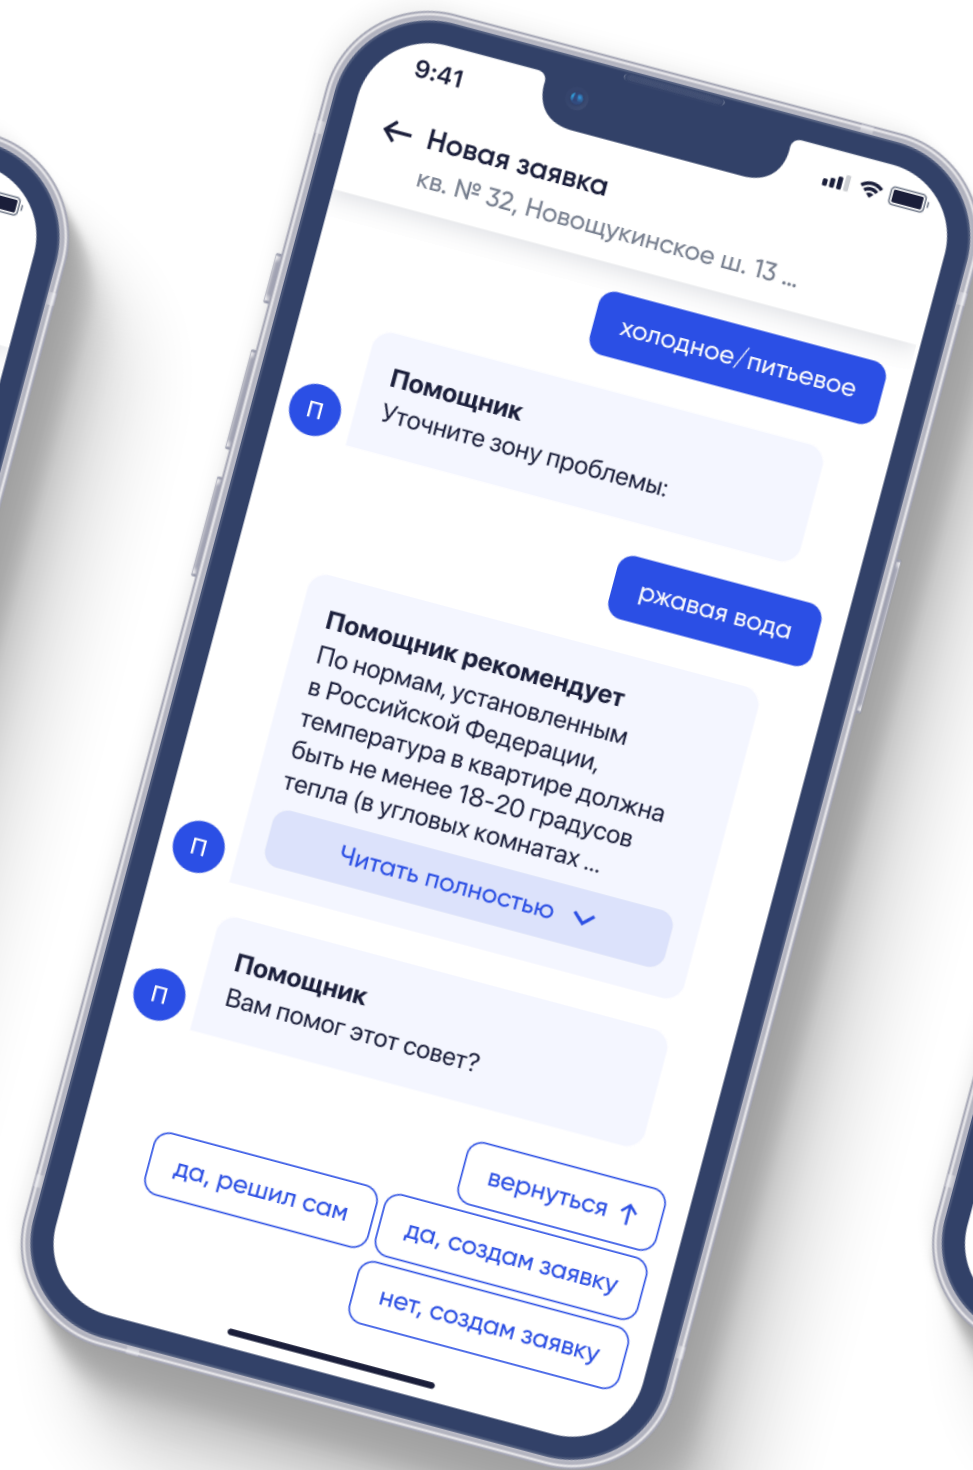 9:41
← Новая заявка
кв. № 32, Новощукинское ш. 13 ...
холодное/питьевое
П
Помощник
Уточните зону проблемы:
ржавая вода
Помощник рекомендует
По нормам, установленным
в Российской Федерации,
температура в квартире должна
быть не менее 18-20 градусов
тепла (в угловых комнатах ...
Читать полностью
П
Помощник
Вам помог этот совет?
П
вернуться ↑
да, решил сам
да, создам заявку
нет, создам заявку